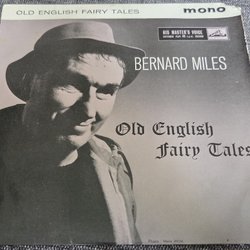 OLD ENGLISH FAIRY TALES
mono
HIS MASTER'S VOICE
BERNARD MILES
Old English
Fairy Tales